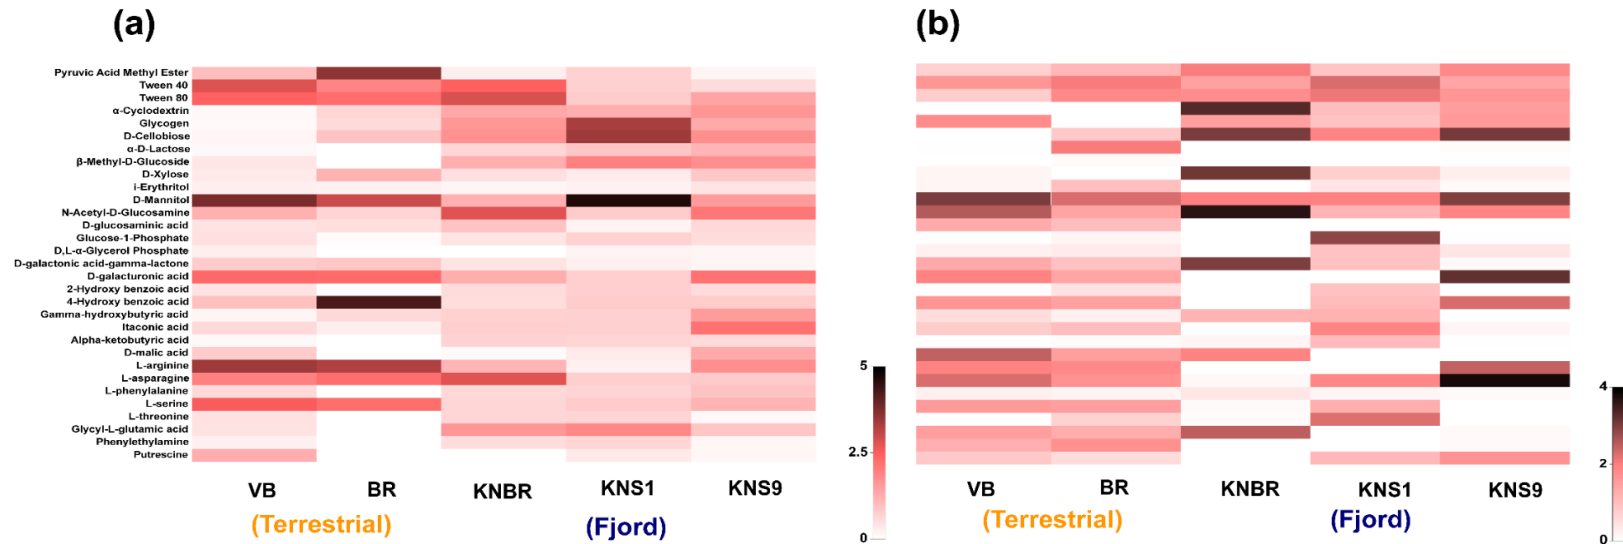 (a)
(b)
Pyruvic Acid Methyl Ester
Tween 40
Tween 80
α-Cyclodextrin
Glycogen
D-Cellobiose
α-D-Lactose
β-Methyl-D-Glucoside
D-Xylose
i-Erythritol
D-Mannitol
N-Acetyl-D-Glucosamine
D-glucosaminic acid
Glucose-1-Phosphate
D,L-α-Glycerol Phosphate
D-galactonic acid-gamma-lactone
D-galacturonic acid
2-Hydroxy benzoic acid
4-Hydroxy benzoic acid
Gamma-hydroxybutyric acid
Itaconic acid
Alpha-ketobutyric acid
D-malic acid
L-arginine
L-asparagine
L-phenylalanine
L-serine
L-threonine
Glycyl-L-glutamic acid
Phenylethylamine
Putrescine
5
2.5
0
VB BR KNBR KNS1 KNS9
(Terrestrial) (Fjord)
4
2
0
VB BR KNBR KNS1 KNS9
(Terrestrial) (Fjord)